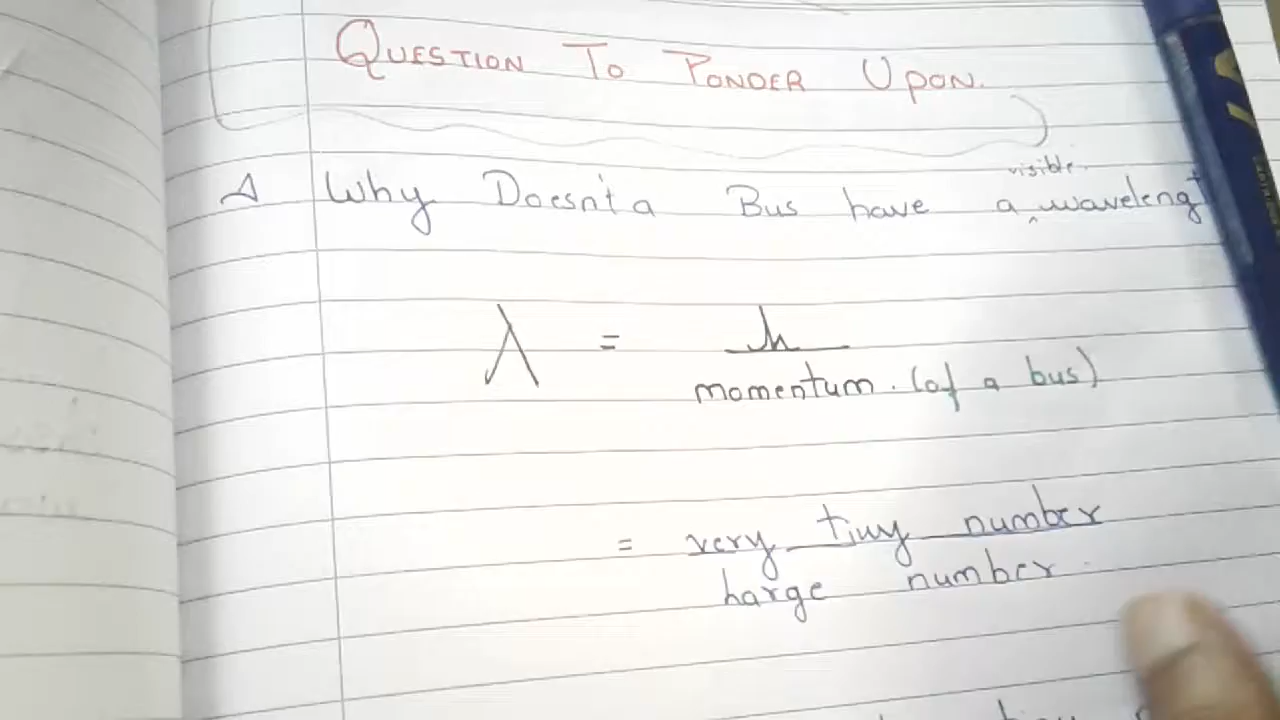 QUESTION TO PONDER UPON.
Why Doesn't a Bus have a visible wavelengt
λ = h
momentum. (of a bus)
= very tiny number
large number.